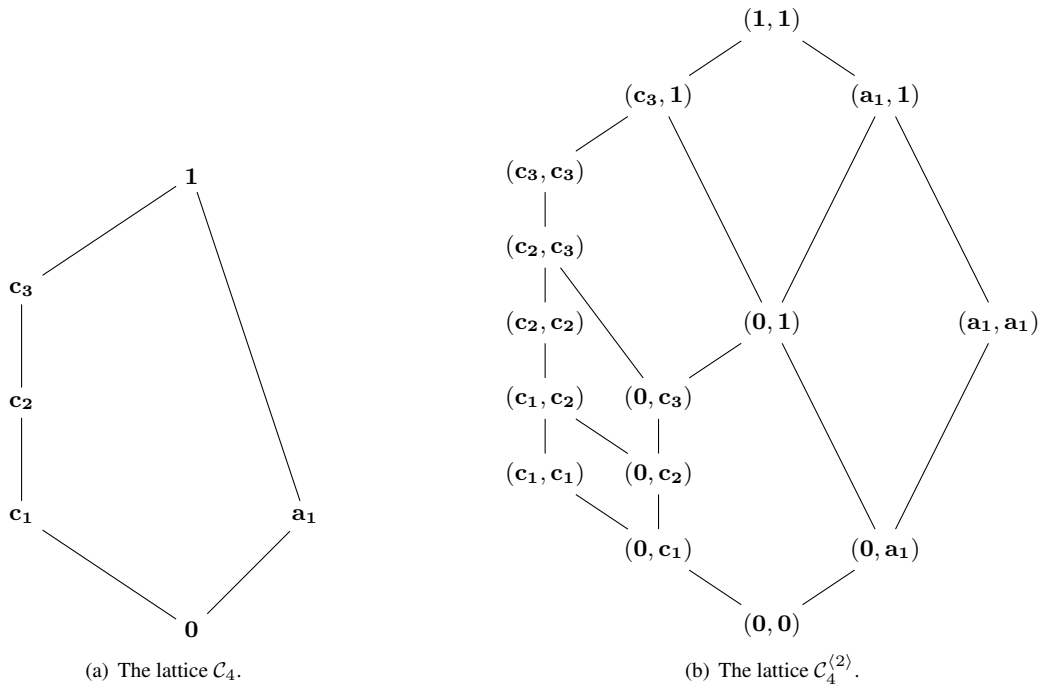 (1, 1)
(c₃, 1) (a₁, 1)
1 (c₃, c₃)
(c₂, c₃)
c₃
(c₂, c₂) (0, 1) (a₁, a₁)
c₂ (c₁, c₂) (0, c₃)
(c₁, c₁) (0, c₂)
c₁ a₁
(0, c₁) (0, a₁)
0 (0, 0)
(a) The lattice 𝒞₄. (b) The lattice 𝒞₄^⟨2⟩.